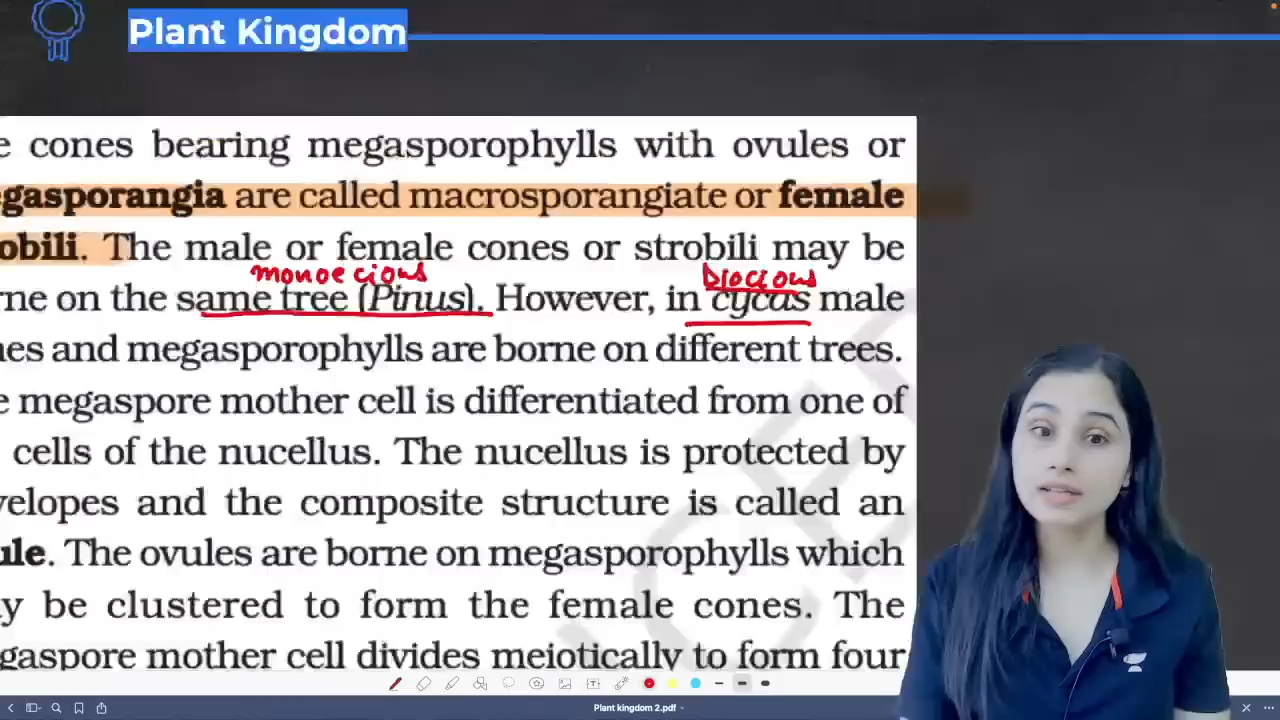 Plant Kingdom
e cones bearing megasporophylls with ovules or
gasporangia are called macrosporangiate or female
obili. The male or female cones or strobili may be
monoecious Diocious
rne on the same tree (Pinus). However, in cycas male
nes and megasporophylls are borne on different trees.
e megaspore mother cell is differentiated from one of
cells of the nucellus. The nucellus is protected by
velopes and the composite structure is called an
ule. The ovules are borne on megasporophylls which
y be clustered to form the female cones. The
gaspore mother cell divides meiotically to form four
Plant kingdom 2.pdf